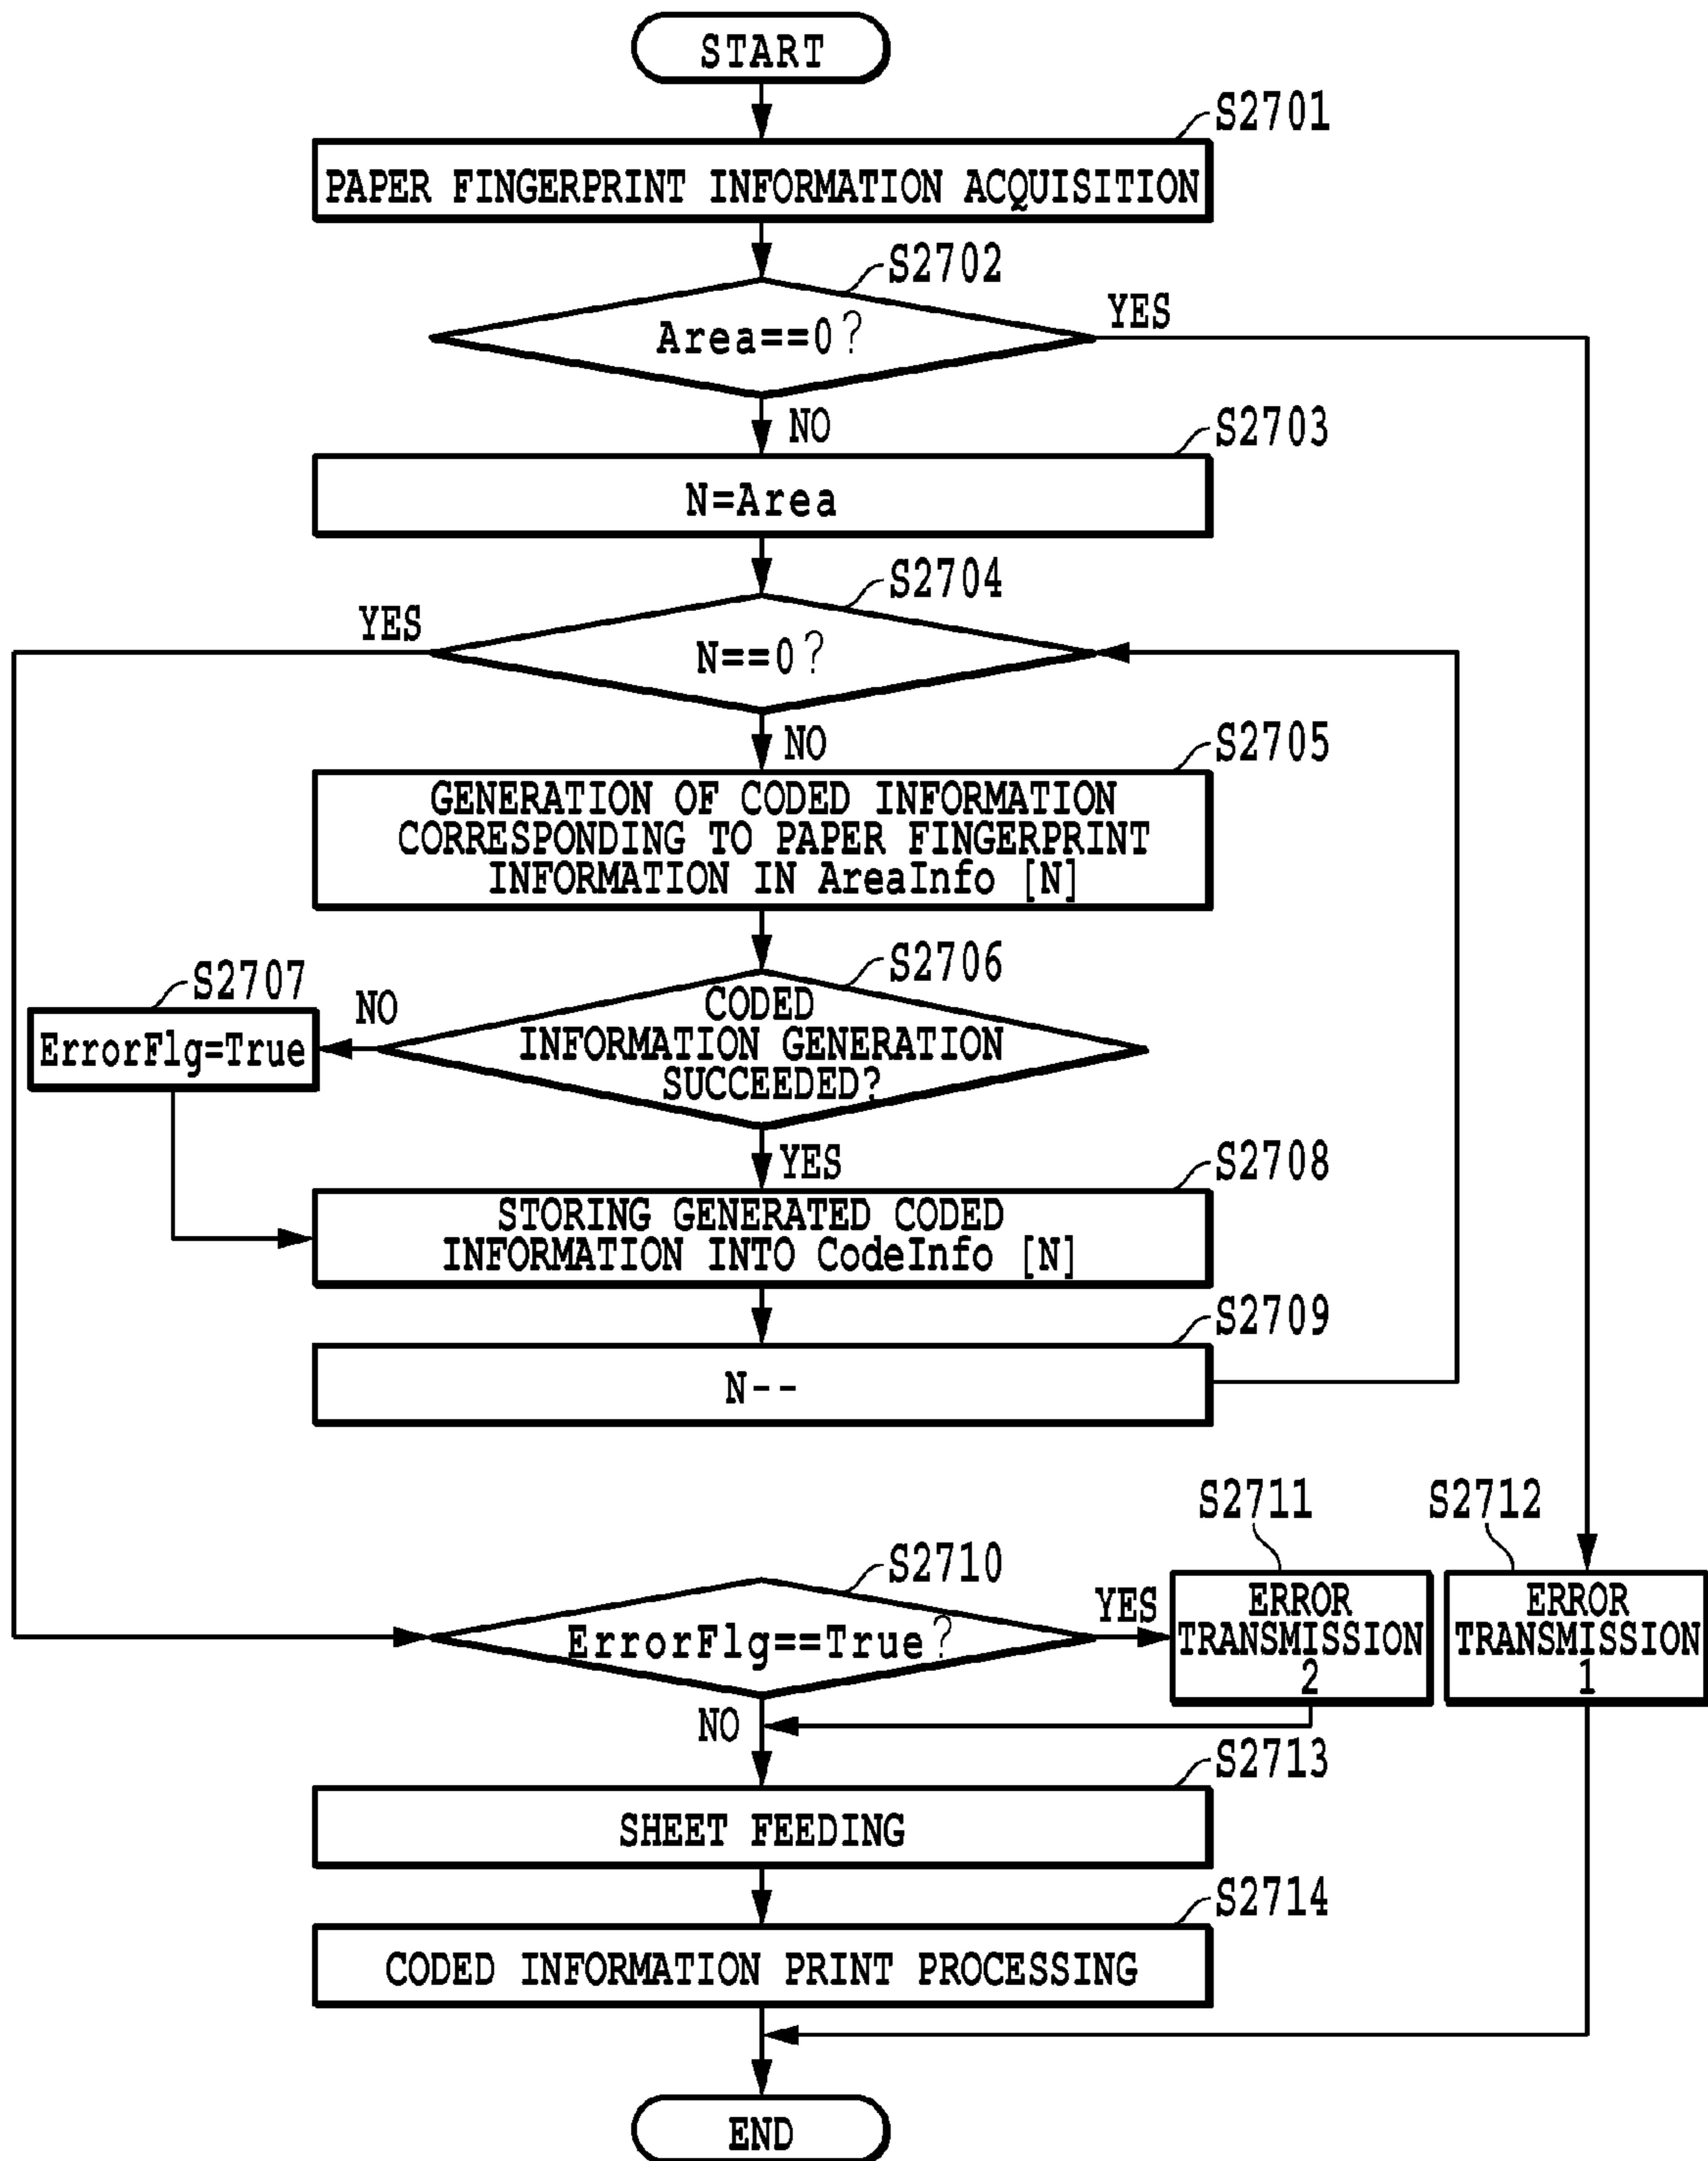 START
S2701
PAPER FINGERPRINT INFORMATION ACQUISITION
S2702
Area==0?
YES
NO
S2703
N=Area
S2704
YES
N==0?
NO
S2705
GENERATION OF CODED INFORMATION
CORRESPONDING TO PAPER FINGERPRINT
INFORMATION IN AreaInfo [N]
S2706
S2707
NO
CODED
INFORMATION GENERATION
SUCCEEDED?
ErrorFlg=True
YES
S2708
STORING GENERATED CODED
INFORMATION INTO CodeInfo [N]
S2709
N--
S2711
S2712
S2710
ErrorFlg==True?
YES
ERROR
TRANSMISSION
2
ERROR
TRANSMISSION
1
NO
S2713
SHEET FEEDING
S2714
CODED INFORMATION PRINT PROCESSING
END